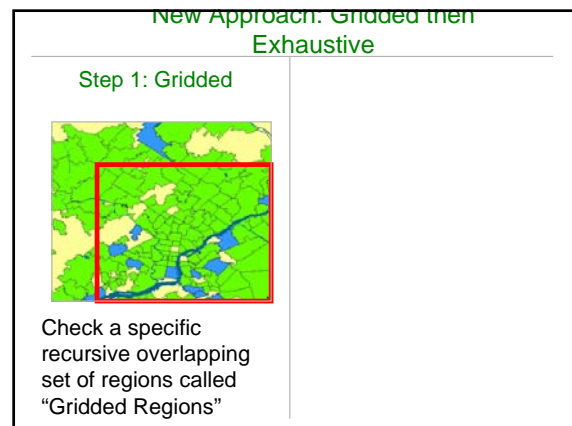 New Approach: Gridded then
Exhaustive
Step 1: Gridded
Check a specific
recursive overlapping
set of regions called
“Gridded Regions”